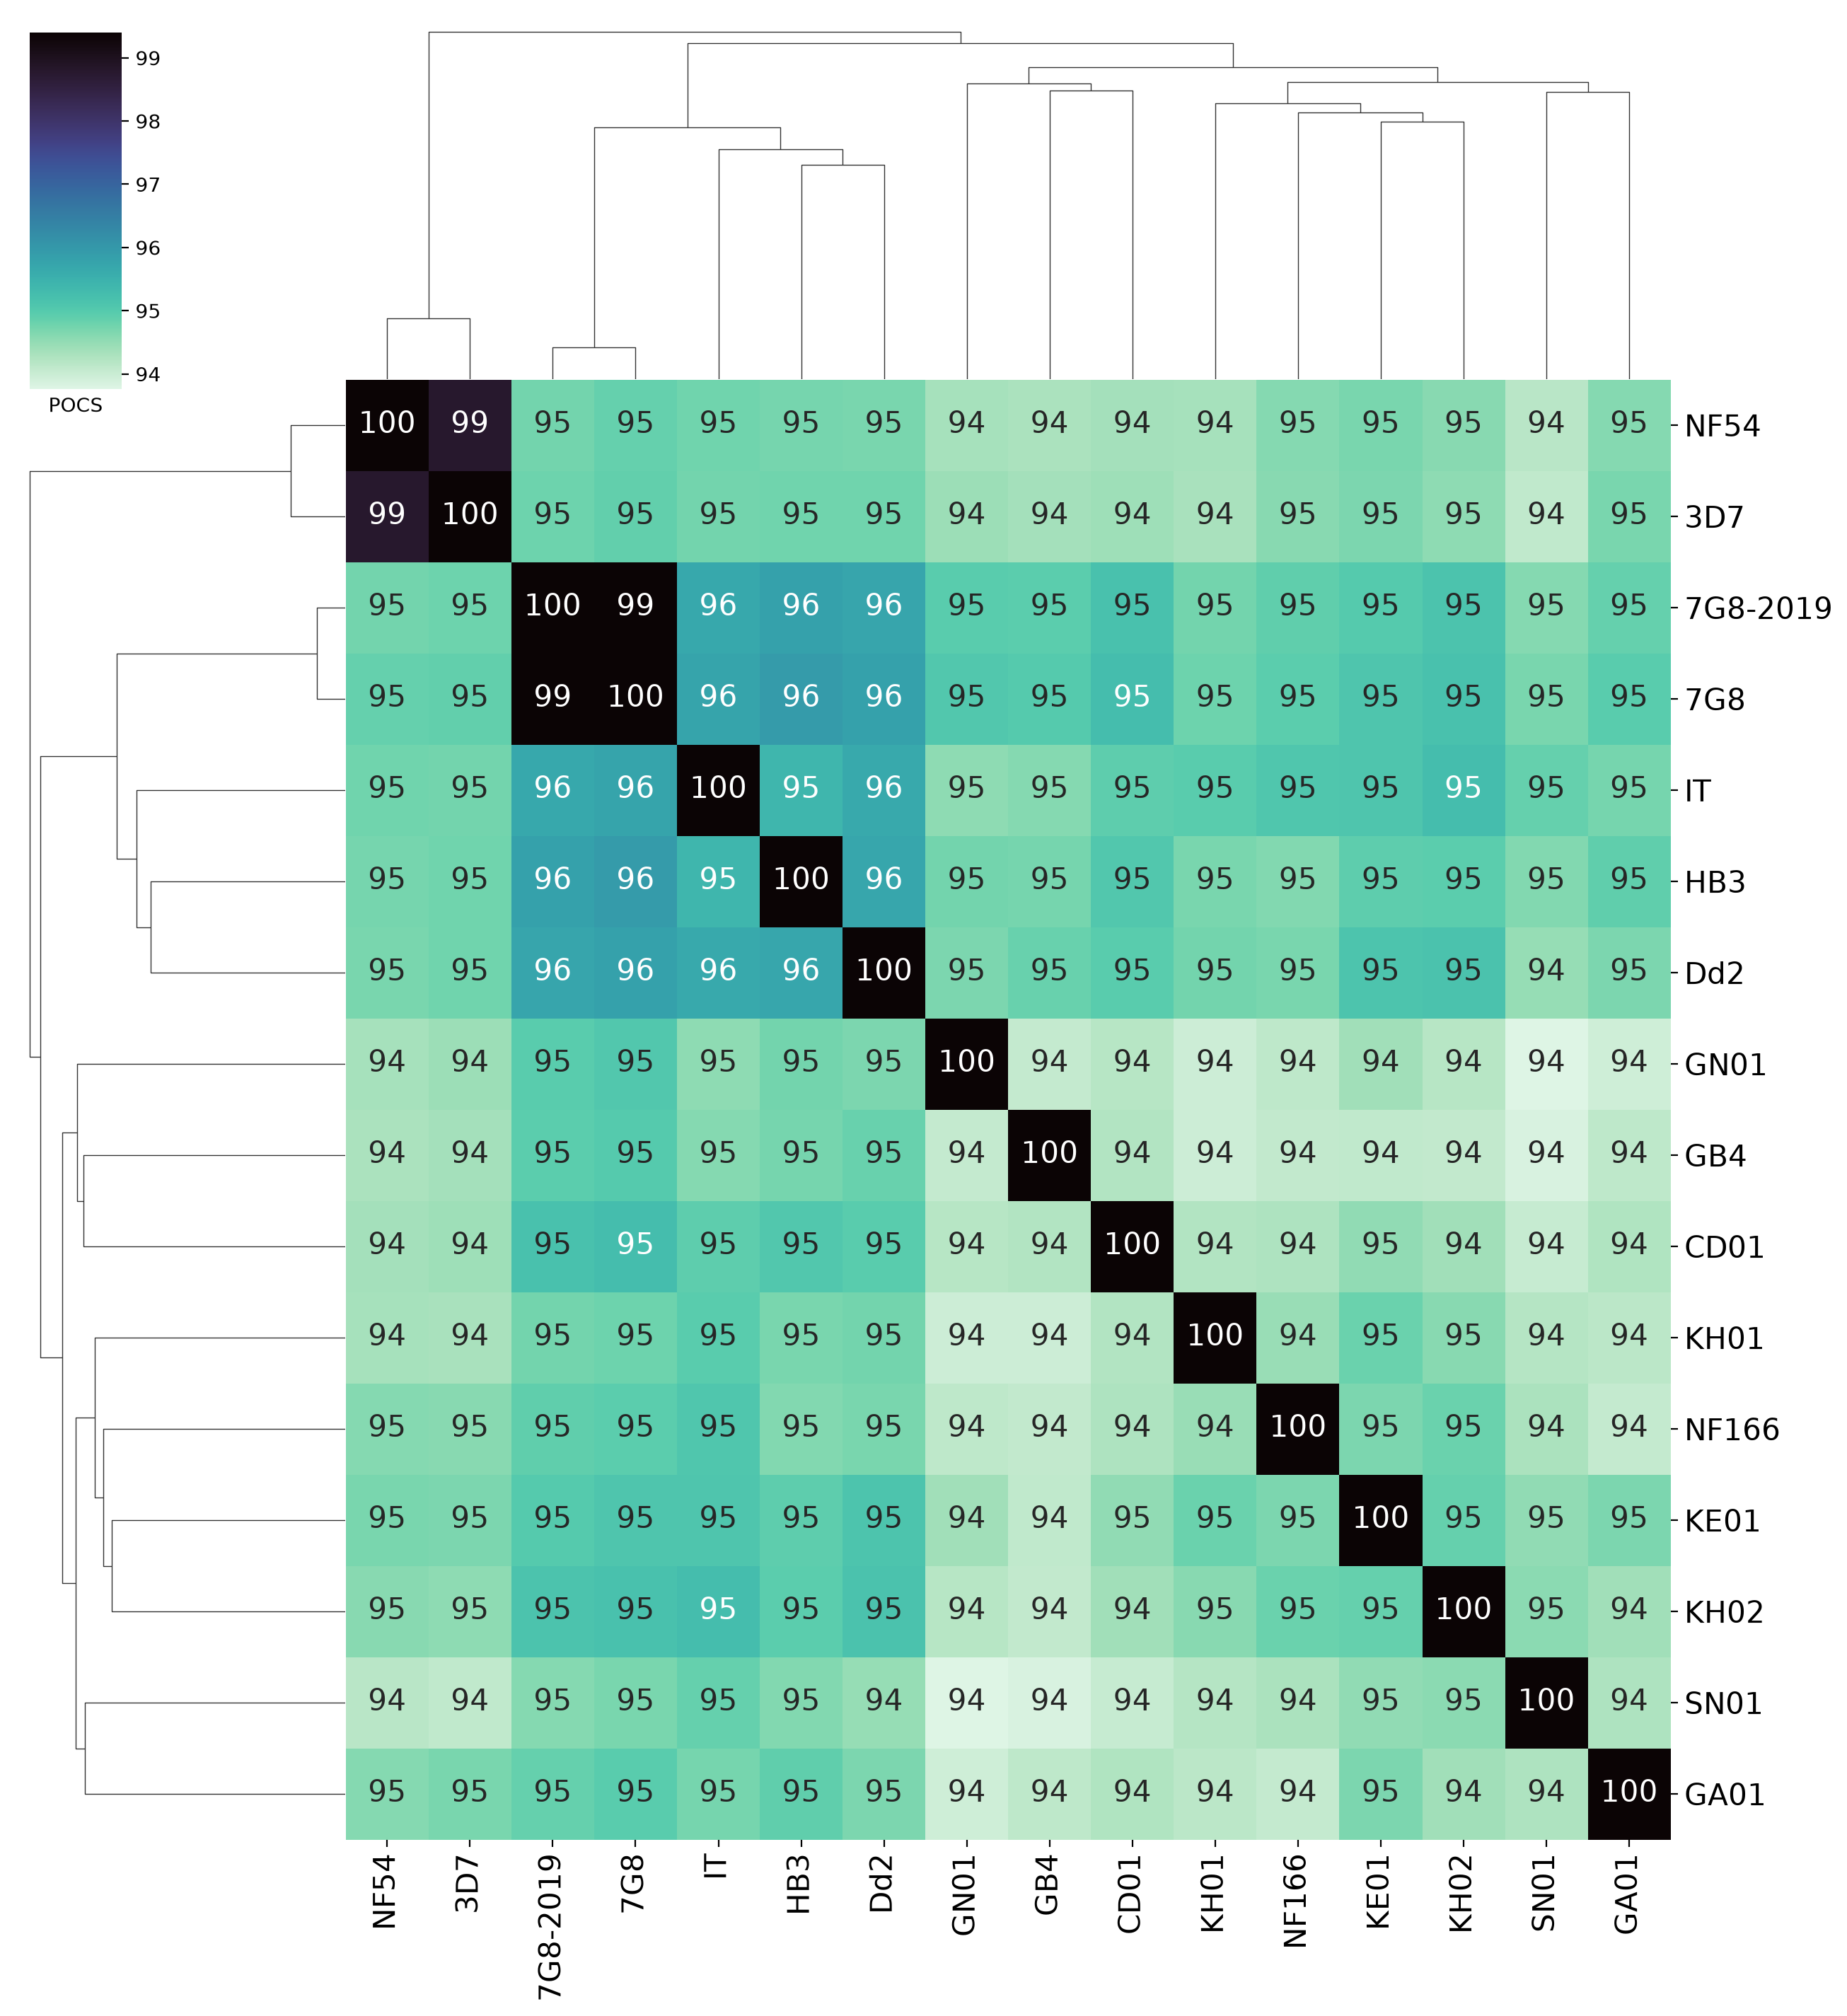 99
98
97
96
95
94
POCS
100 99 95 95 95 95 95 94 94 94 94 95 95 95 94 95 NF54
99 100 95 95 95 95 95 94 94 94 94 95 95 95 94 95 3D7
95 95 100 99 96 96 96 95 95 95 95 95 95 95 95 95 7G8-2019
95 95 99 100 96 96 96 95 95 95 95 95 95 95 95 95 7G8
95 95 96 96 100 95 96 95 95 95 95 95 95 95 95 95 IT
95 95 96 96 95 100 96 95 95 95 95 95 95 95 95 95 HB3
95 95 96 96 96 96 100 95 95 95 95 95 95 95 94 95 Dd2
94 94 95 95 95 95 95 100 94 94 94 94 94 94 94 94 GN01
94 94 95 95 95 95 95 94 100 94 94 94 94 94 94 94 GB4
94 94 95 95 95 95 95 94 94 100 94 94 95 94 94 94 CD01
94 94 95 95 95 95 95 94 94 94 100 94 95 95 94 94 KH01
95 95 95 95 95 95 95 94 94 94 94 100 95 95 94 94 NF166
95 95 95 95 95 95 95 94 94 95 95 95 100 95 95 95 KE01
95 95 95 95 95 95 95 94 94 94 95 95 95 100 95 94 KH02
94 94 95 95 95 95 94 94 94 94 94 94 95 95 100 94 SN01
95 95 95 95 95 95 95 94 94 94 94 94 95 94 94 100 GA01
NF54 3D7 7G8-2019 7G8 IT HB3 Dd2 GN01 GB4 CD01 KH01 NF166 KE01 KH02 SN01 GA01